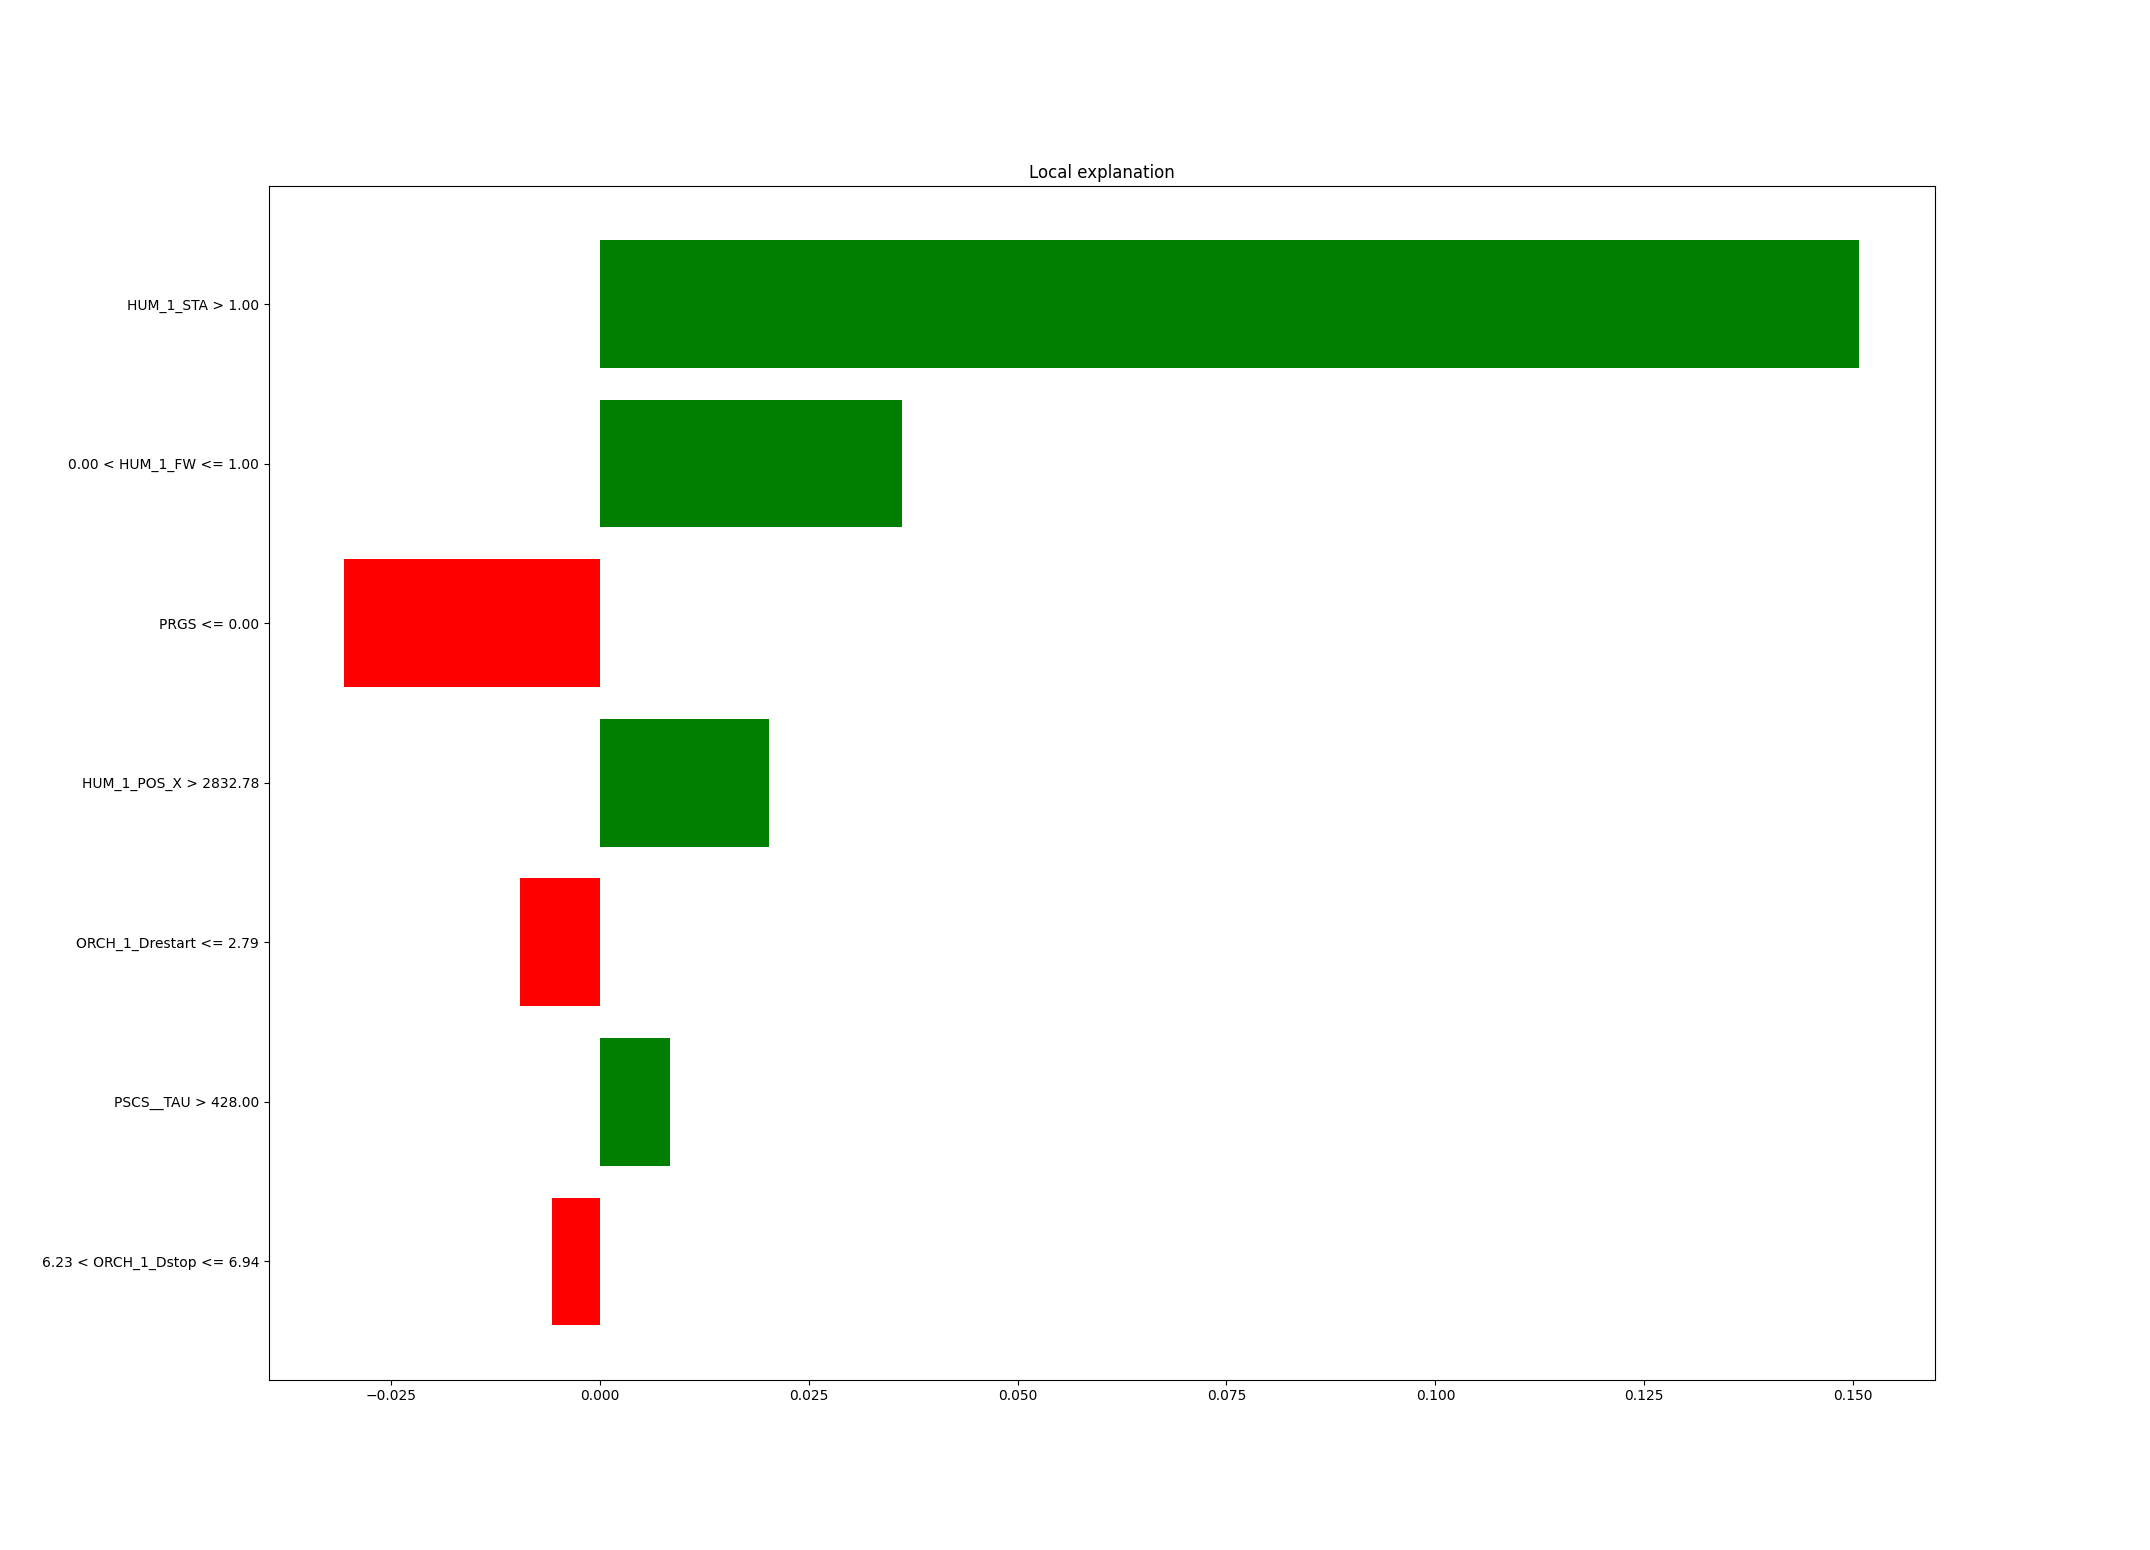 Local explanation
HUM_1_STA > 1.00
0.00 < HUM_1_FW <= 1.00
PRGS <= 0.00
HUM_1_POS_X > 2832.78
ORCH_1_Drestart <= 2.79
PSCS__TAU > 428.00
6.23 < ORCH_1_Dstop <= 6.94
−0.025 0.000 0.025 0.050 0.075 0.100 0.125 0.150